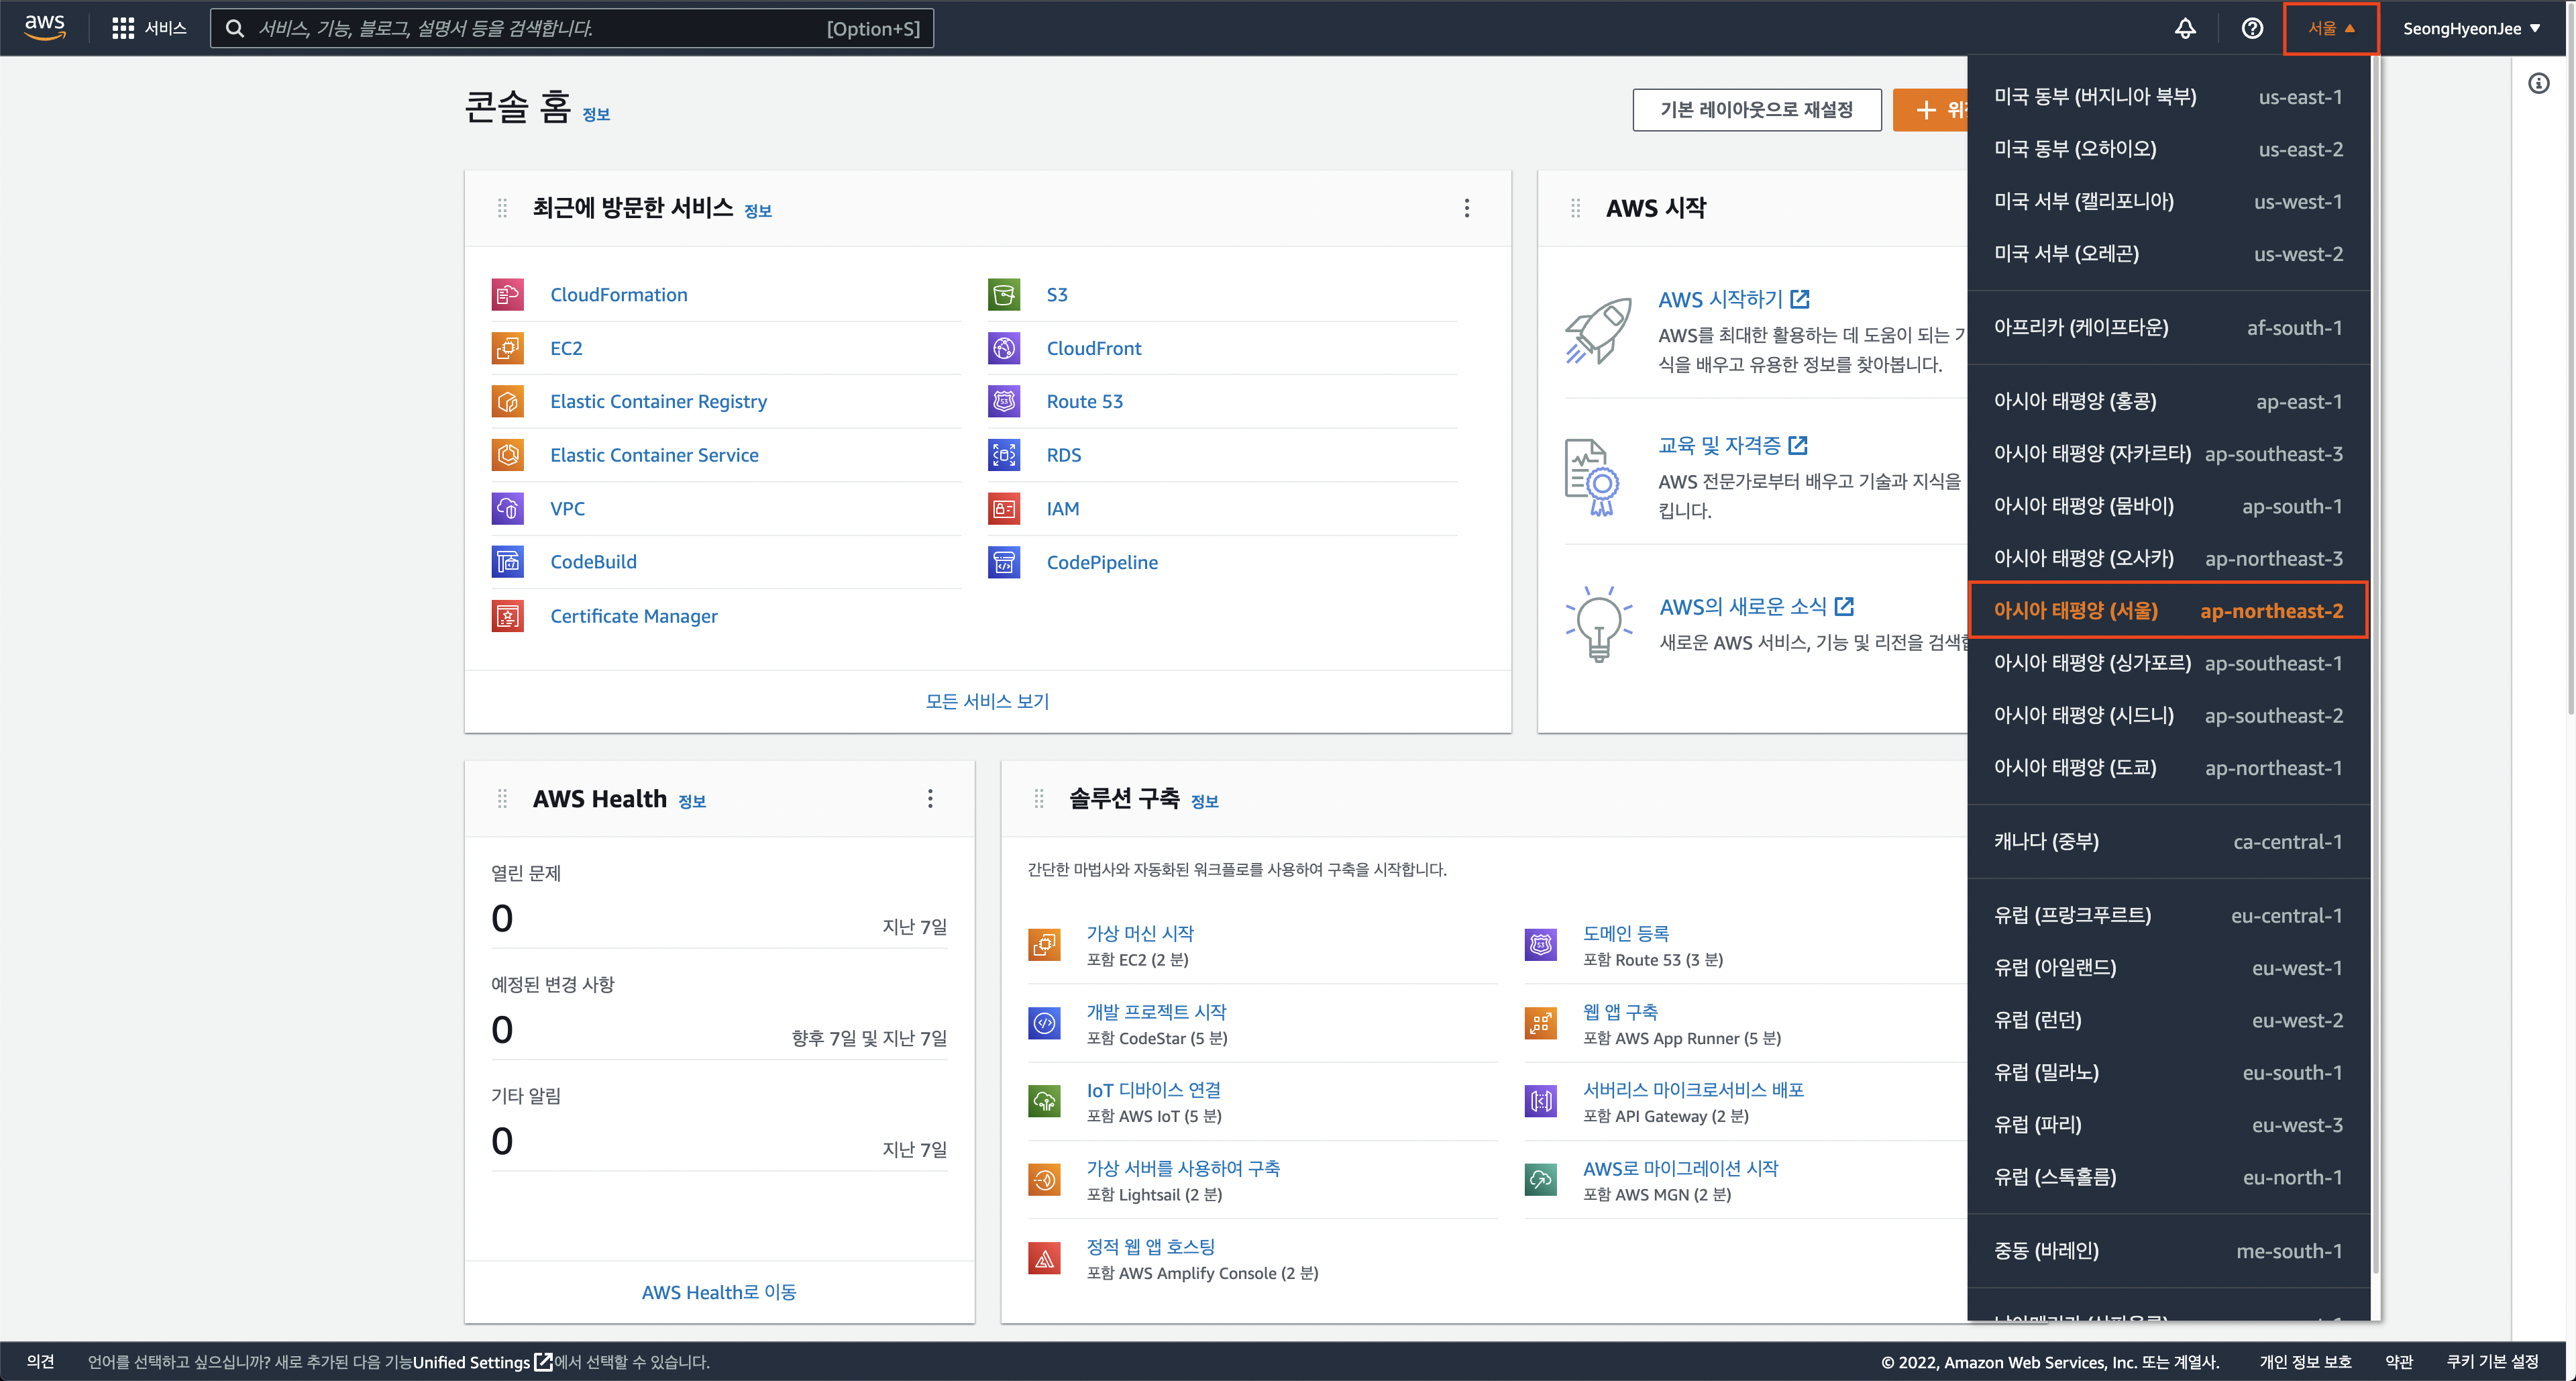 aws
서비스
서비스, 기능, 블로그, 설명서 등을 검색합니다.
[Option+S]
서울 ▲
SeongHyeonJee ▼
콘솔 홈 정보
기본 레이아웃으로 재설정
+ 위
최근에 방문한 서비스 정보
CloudFormation
EC2
Elastic Container Registry
Elastic Container Service
VPC
CodeBuild
Certificate Manager
S3
CloudFront
Route 53
RDS
IAM
CodePipeline
모든 서비스 보기
AWS 시작
AWS 시작하기
AWS를 최대한 활용하는 데 도움이 되는 기
식을 배우고 유용한 정보를 찾아봅니다.
교육 및 자격증
AWS 전문가로부터 배우고 기술과 지식을
킵니다.
AWS의 새로운 소식
새로운 AWS 서비스, 기능 및 리전을 검색
AWS Health 정보
열린 문제
0
지난 7일
예정된 변경 사항
0
향후 7일 및 지난 7일
기타 알림
0
지난 7일
AWS Health로 이동
솔루션 구축 정보
간단한 마법사와 자동화된 워크플로를 사용하여 구축을 시작합니다.
가상 머신 시작
포함 EC2 (2 분)
개발 프로젝트 시작
포함 CodeStar (5 분)
IoT 디바이스 연결
포함 AWS IoT (5 분)
가상 서버를 사용하여 구축
포함 Lightsail (2 분)
정적 웹 앱 호스팅
포함 AWS Amplify Console (2 분)
도메인 등록
포함 Route 53 (3 분)
웹 앱 구축
포함 AWS App Runner (5 분)
서버리스 마이크로서비스 배포
포함 API Gateway (2 분)
AWS로 마이그레이션 시작
포함 AWS MGN (2 분)
미국 동부 (버지니아 북부) us-east-1
미국 동부 (오하이오) us-east-2
미국 서부 (캘리포니아) us-west-1
미국 서부 (오레곤) us-west-2
아프리카 (케이프타운) af-south-1
아시아 태평양 (홍콩) ap-east-1
아시아 태평양 (자카르타) ap-southeast-3
아시아 태평양 (뭄바이) ap-south-1
아시아 태평양 (오사카) ap-northeast-3
아시아 태평양 (서울) ap-northeast-2
아시아 태평양 (싱가포르) ap-southeast-1
아시아 태평양 (시드니) ap-southeast-2
아시아 태평양 (도쿄) ap-northeast-1
캐나다 (중부) ca-central-1
유럽 (프랑크푸르트) eu-central-1
유럽 (아일랜드) eu-west-1
유럽 (런던) eu-west-2
유럽 (밀라노) eu-south-1
유럽 (파리) eu-west-3
유럽 (스톡홀름) eu-north-1
중동 (바레인) me-south-1
의견
언어를 선택하고 싶으십니까? 새로 추가된 다음 기능Unified Settings에서 선택할 수 있습니다.
© 2022, Amazon Web Services, Inc. 또는 계열사.
개인 정보 보호
약관
쿠키 기본 설정